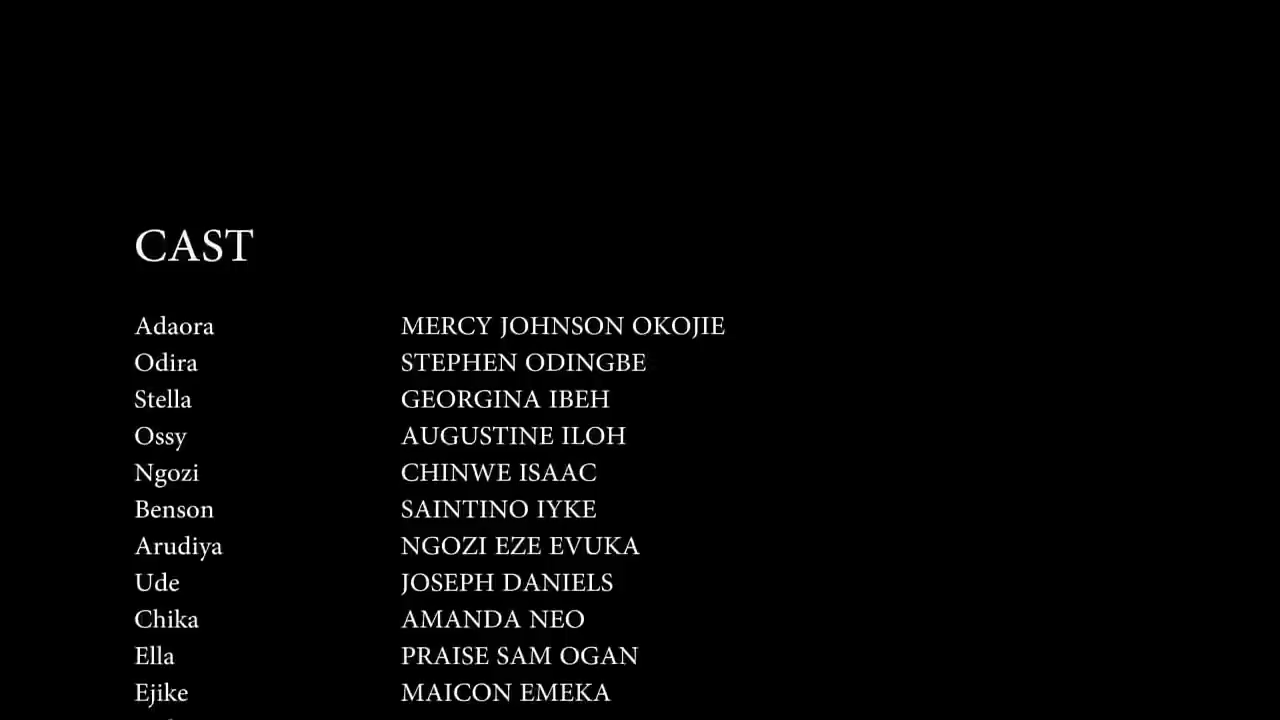 CAST
Adaora MERCY JOHNSON OKOJIE
Odira STEPHEN ODINGBE
Stella GEORGINA IBEH
Ossy AUGUSTINE ILOH
Ngozi CHINWE ISAAC
Benson SAINTINO IYKE
Arudiya NGOZI EZE EVUKA
Ude JOSEPH DANIELS
Chika AMANDA NEO
Ella PRAISE SAM OGAN
Ejike MAICON EMEKA